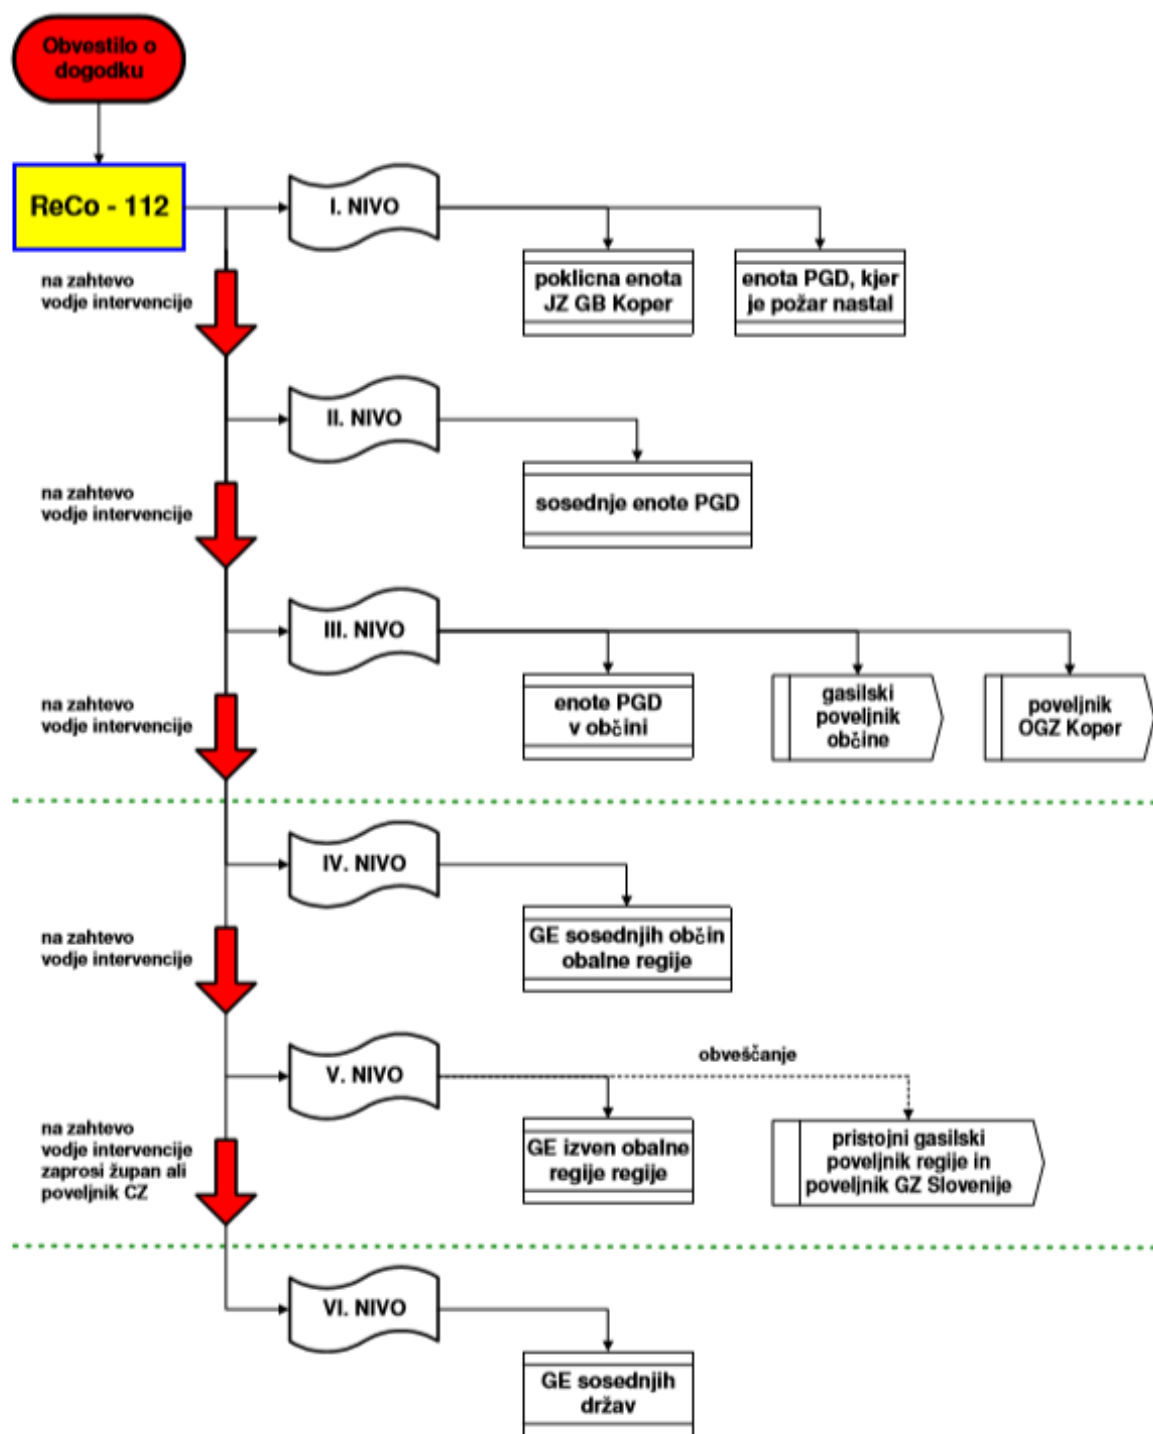 Obvestilo o
dogodku
ReCo - 112
I. NIVO
poklicna enota
JZ GB Koper
enota PGD, kjer
je požar nastal
na zahtevo
vodje intervencije
II. NIVO
sosednje enote PGD
na zahtevo
vodje intervencije
III. NIVO
enote PGD
v občini
gasilski
poveljnik
občine
poveljnik
OGZ Koper
na zahtevo
vodje intervencije
IV. NIVO
GE sosednjih občin
obalne regije
na zahtevo
vodje intervencije
V. NIVO
obveščanje
GE izven obalne
regije regije
pristojni gasilski
poveljnik regije in
poveljnik GZ Slovenije
na zahtevo
vodje intervencije
zaprosi župan ali
poveljnik CZ
VI. NIVO
GE sosednjih
držav